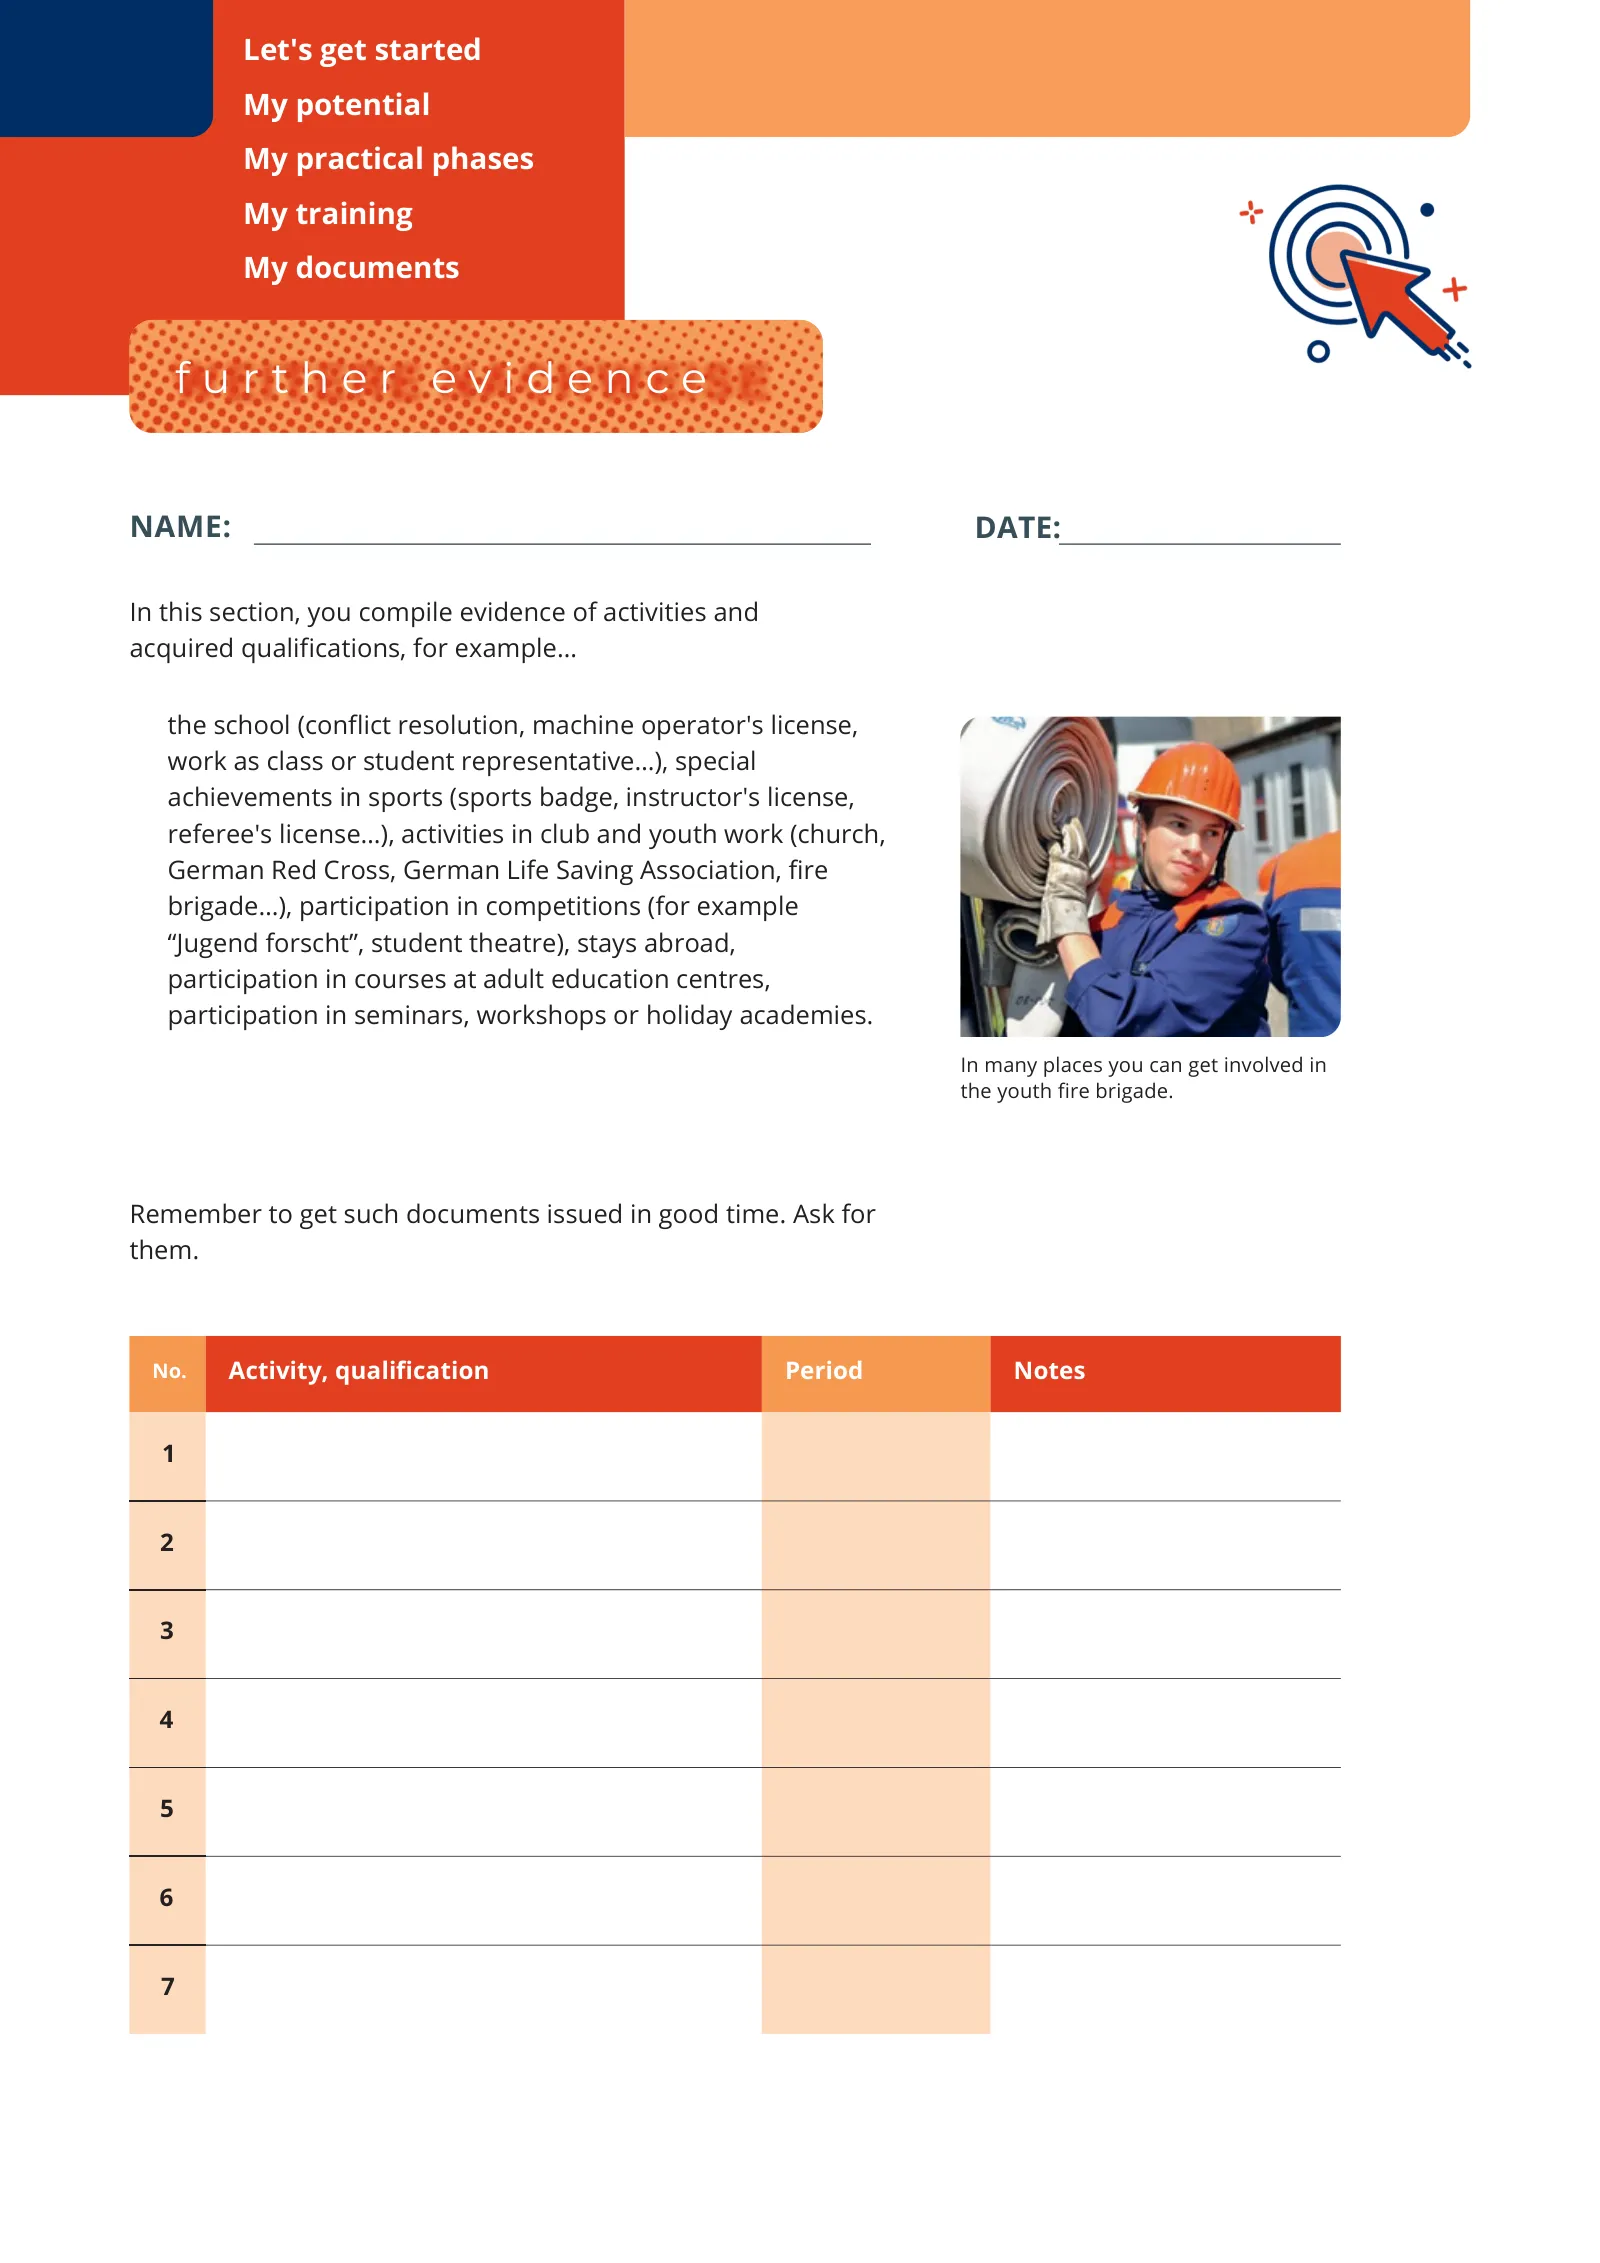 Let's get started
My potential
My practical phases
My training
My documents
further evidence
NAME:
DATE:
In this section, you compile evidence of activities and
acquired qualifications, for example...
the school (conflict resolution, machine operator's license,
work as class or student representative...), special
achievements in sports (sports badge, instructor's license,
referee's license...), activities in club and youth work (church,
German Red Cross, German Life Saving Association, fire
brigade...), participation in competitions (for example
“Jugend forscht”, student theatre), stays abroad,
participation in courses at adult education centres,
participation in seminars, workshops or holiday academies.
In many places you can get involved in
the youth fire brigade.
Remember to get such documents issued in good time. Ask for
them.
No. Activity, qualification Period Notes
1
2
3
4
5
6
7